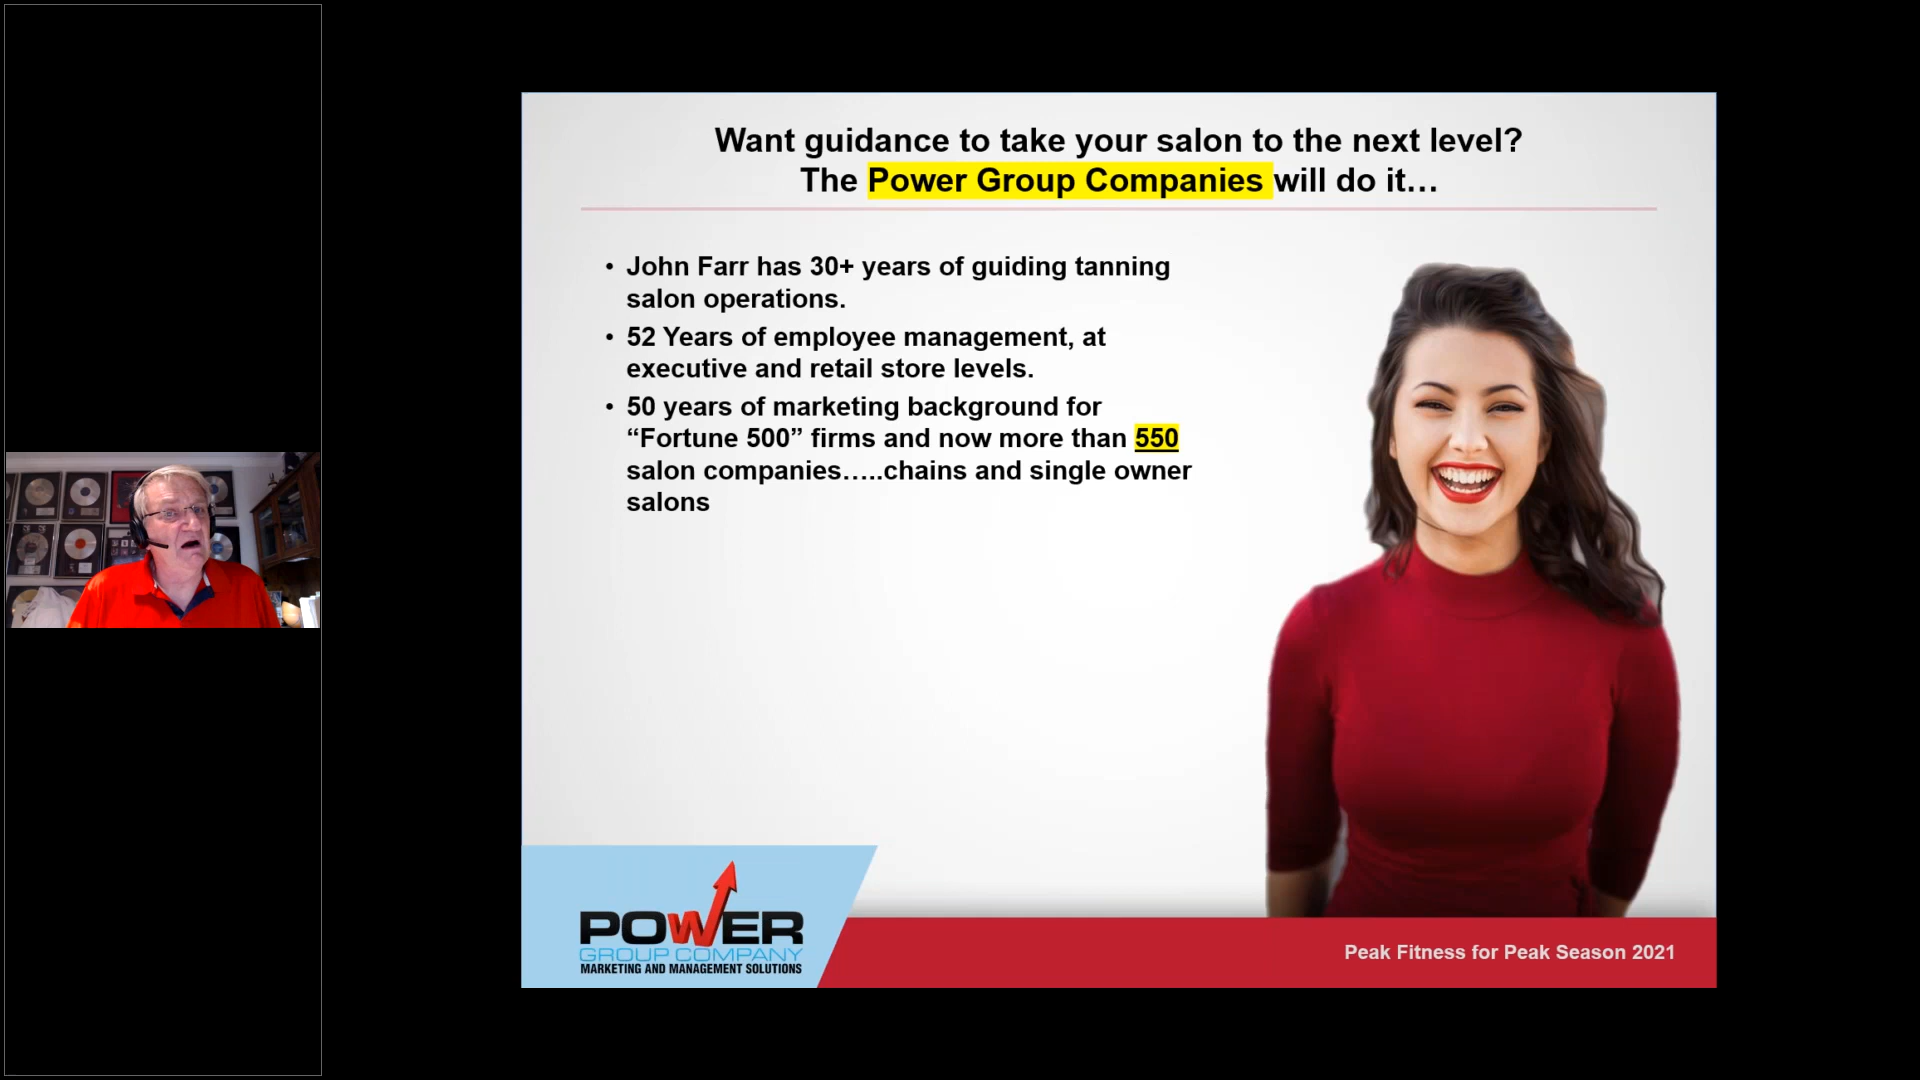 Want guidance to take your salon to the next level?
The Power Group Companies will do it…
• John Farr has 30+ years of guiding tanning
salon operations.
• 52 Years of employee management, at
executive and retail store levels.
• 50 years of marketing background for
“Fortune 500” firms and now more than 550
salon companies…..chains and single owner
salons
POWER
GROUP COMPANY
MARKETING AND MANAGEMENT SOLUTIONS
Peak Fitness for Peak Season 2021